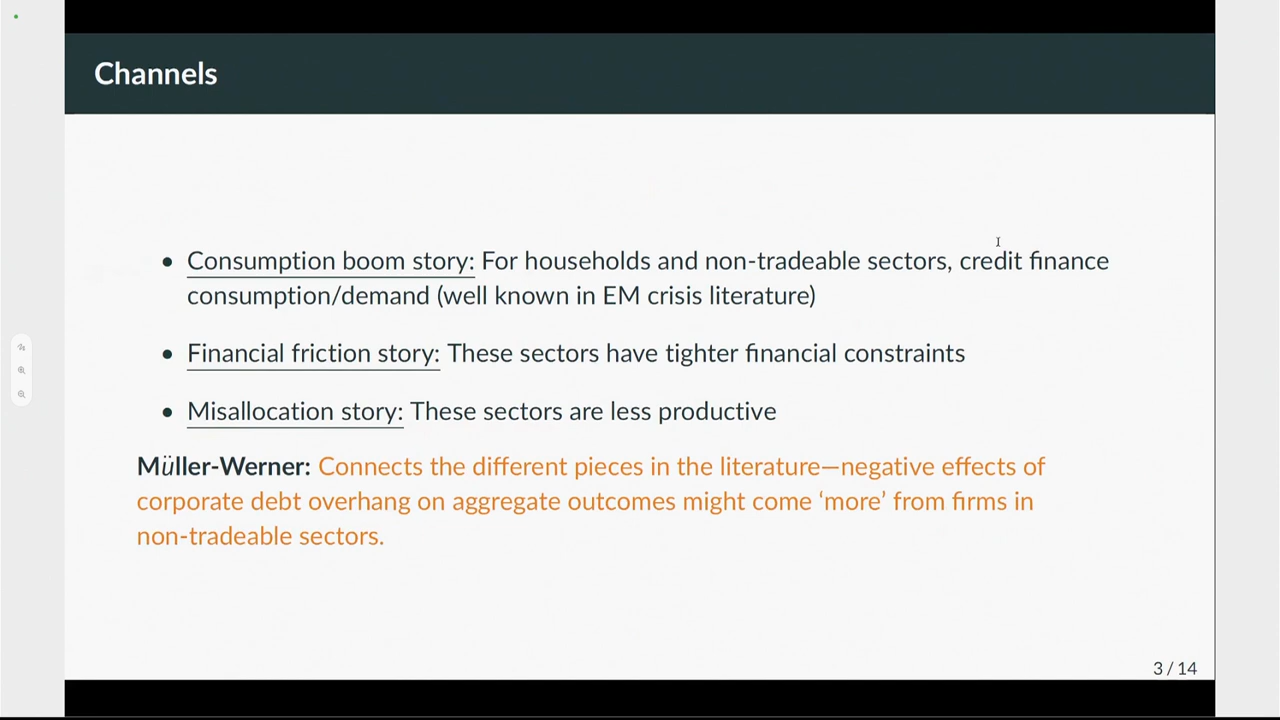 Channels
• Consumption boom story: For households and non-tradeable sectors, credit finance
consumption/demand (well known in EM crisis literature)
• Financial friction story: These sectors have tighter financial constraints
• Misallocation story: These sectors are less productive
Müller-Werner: Connects the different pieces in the literature—negative effects of
corporate debt overhang on aggregate outcomes might come ‘more’ from firms in
non-tradeable sectors.
3 / 14